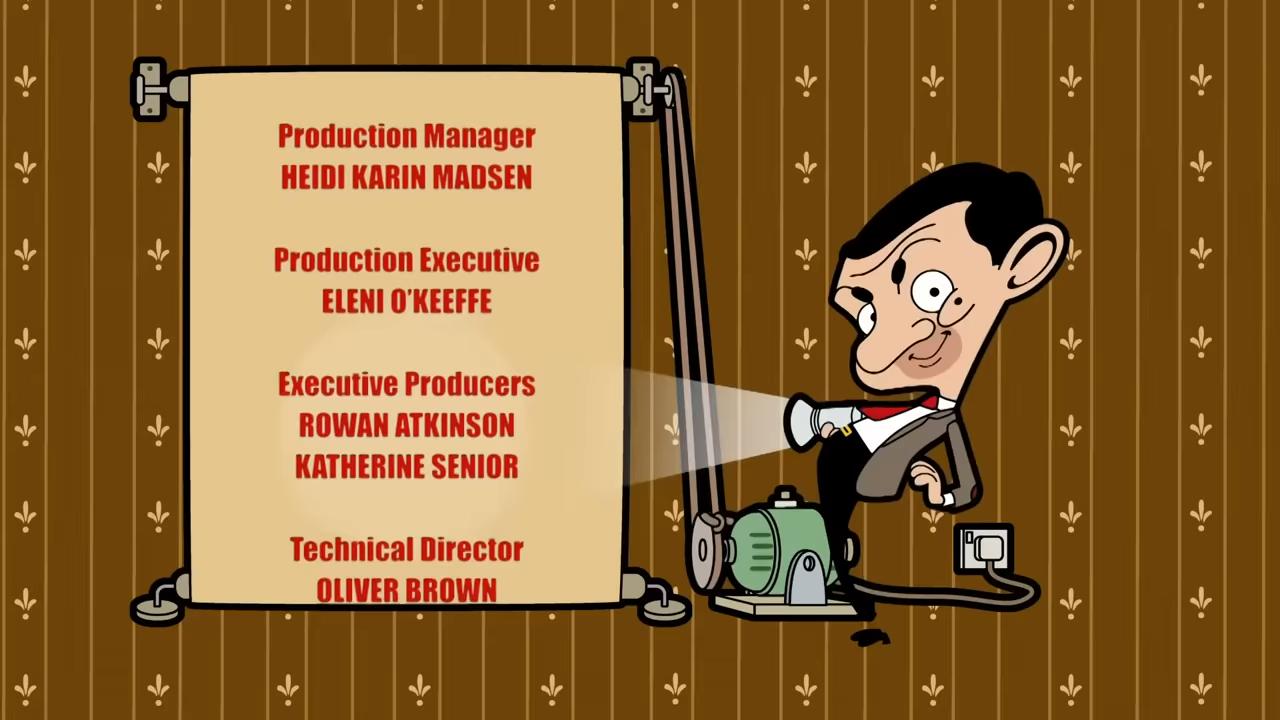 Production Manager
HEIDI KARIN MADSEN
Production Executive
ELENI O'KEEFFE
Executive Producers
ROWAN ATKINSON
KATHERINE SENIOR
Technical Director
OLIVER BROWN